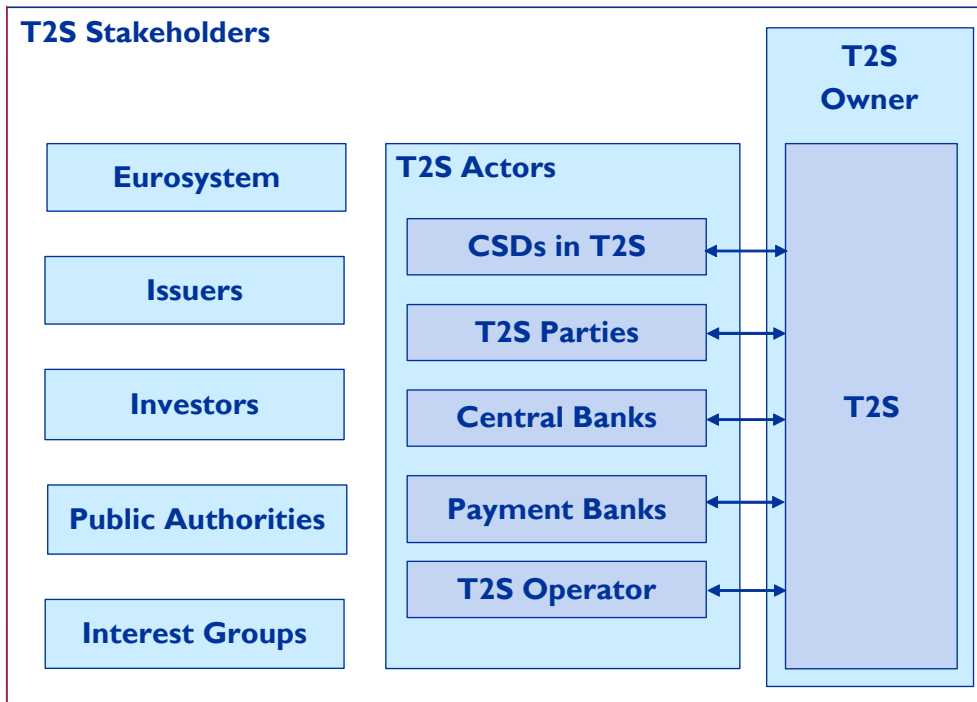 T2S Stakeholders
Eurosystem
Issuers
Investors
Public Authorities
Interest Groups
T2S Actors
CSDs in T2S
T2S Parties
Central Banks
Payment Banks
T2S Operator
T2S
Owner
T2S